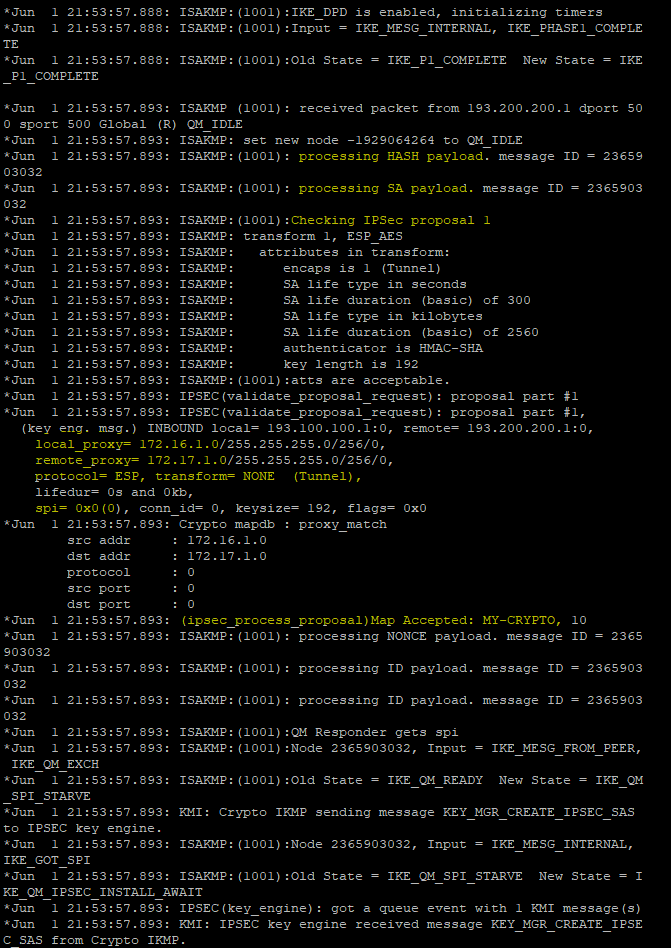 *Jun  1 21:53:57.888: ISAKMP:(1001):IKE_DPD is enabled, initializing timers
*Jun  1 21:53:57.888: ISAKMP:(1001):Input = IKE_MESG_INTERNAL, IKE_PHASE1_COMPLE
TE
*Jun  1 21:53:57.888: ISAKMP:(1001):Old State = IKE_P1_COMPLETE  New State = IKE
_P1_COMPLETE

*Jun  1 21:53:57.893: ISAKMP (1001): received packet from 193.200.200.1 dport 50
0 sport 500 Global (R) QM_IDLE
*Jun  1 21:53:57.893: ISAKMP: set new node -1929064264 to QM_IDLE
*Jun  1 21:53:57.893: ISAKMP:(1001): processing HASH payload. message ID = 23659
03032
*Jun  1 21:53:57.893: ISAKMP:(1001): processing SA payload. message ID = 2365903
032
*Jun  1 21:53:57.893: ISAKMP:(1001):Checking IPSec proposal 1
*Jun  1 21:53:57.893: ISAKMP: transform 1, ESP_AES
*Jun  1 21:53:57.893: ISAKMP:   attributes in transform:
*Jun  1 21:53:57.893: ISAKMP:      encaps is 1 (Tunnel)
*Jun  1 21:53:57.893: ISAKMP:      SA life type in seconds
*Jun  1 21:53:57.893: ISAKMP:      SA life duration (basic) of 300
*Jun  1 21:53:57.893: ISAKMP:      SA life type in kilobytes
*Jun  1 21:53:57.893: ISAKMP:      SA life duration (basic) of 2560
*Jun  1 21:53:57.893: ISAKMP:      authenticator is HMAC-SHA
*Jun  1 21:53:57.893: ISAKMP:      key length is 192
*Jun  1 21:53:57.893: ISAKMP:(1001):atts are acceptable.
*Jun  1 21:53:57.893: IPSEC(validate_proposal_request): proposal part #1
*Jun  1 21:53:57.893: IPSEC(validate_proposal_request): proposal part #1,
  (key eng. msg.) INBOUND local= 193.100.100.1:0, remote= 193.200.200.1:0,
    local_proxy= 172.16.1.0/255.255.255.0/256/0,
    remote_proxy= 172.17.1.0/255.255.255.0/256/0,
    protocol= ESP, transform= NONE  (Tunnel),
    lifedur= 0s and 0kb,
    spi= 0x0(0), conn_id= 0, keysize= 192, flags= 0x0
*Jun  1 21:53:57.893: Crypto mapdb : proxy_match
        src addr     : 172.16.1.0
        dst addr     : 172.17.1.0
        protocol     : 0
        src port     : 0
        dst port     : 0
*Jun  1 21:53:57.893: (ipsec_process_proposal)Map Accepted: MY-CRYPTO, 10
*Jun  1 21:53:57.893: ISAKMP:(1001): processing NONCE payload. message ID = 2365
903032
*Jun  1 21:53:57.893: ISAKMP:(1001): processing ID payload. message ID = 2365903
032
*Jun  1 21:53:57.893: ISAKMP:(1001): processing ID payload. message ID = 2365903
032
*Jun  1 21:53:57.893: ISAKMP:(1001):QM Responder gets spi
*Jun  1 21:53:57.893: ISAKMP:(1001):Node 2365903032, Input = IKE_MESG_FROM_PEER,
 IKE_QM_EXCH
*Jun  1 21:53:57.893: ISAKMP:(1001):Old State = IKE_QM_READY  New State = IKE_QM
_SPI_STARVE
*Jun  1 21:53:57.893: KMI: Crypto IKMP sending message KEY_MGR_CREATE_IPSEC_SAS
to IPSEC key engine.
*Jun  1 21:53:57.893: ISAKMP:(1001):Node 2365903032, Input = IKE_MESG_INTERNAL,
IKE_GOT_SPI
*Jun  1 21:53:57.893: ISAKMP:(1001):Old State = IKE_QM_SPI_STARVE  New State = I
KE_QM_IPSEC_INSTALL_AWAIT
*Jun  1 21:53:57.893: IPSEC(key_engine): got a queue event with 1 KMI message(s)
*Jun  1 21:53:57.893: KMI: IPSEC key engine received message KEY_MGR_CREATE_IPSE
C_SAS from Crypto IKMP.